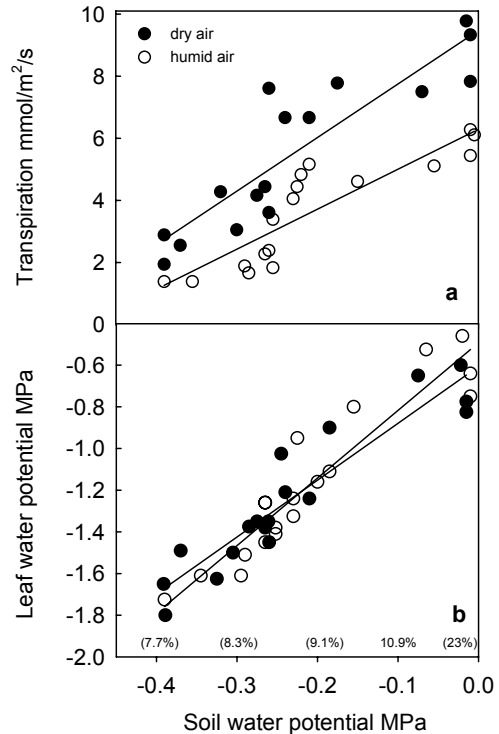 10
8
6
4
2
0
Transpiration mmol/m²/s
dry air
humid air
a
-0.6
-0.8
-1.0
-1.2
-1.4
-1.6
-1.8
-2.0
Leaf water potential MPa
b
(7.7%) (8.3%) (9.1%) 10.9% (23%)
-0.4 -0.3 -0.2 -0.1 0.0
Soil water potential MPa